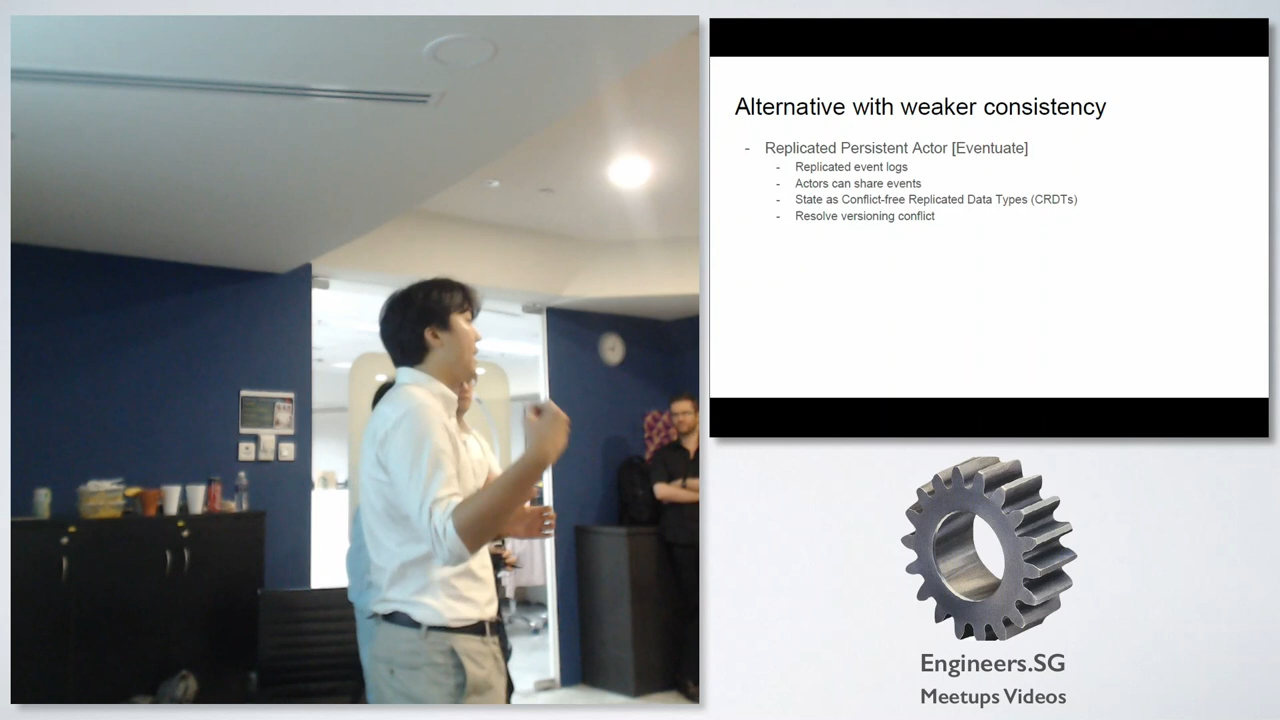 Alternative with weaker consistency
- Replicated Persistent Actor [Eventuate]
- Replicated event logs
- Actors can share events
- State as Conflict-free Replicated Data Types (CRDTs)
- Resolve versioning conflict
Engineers.SG
Meetups Videos